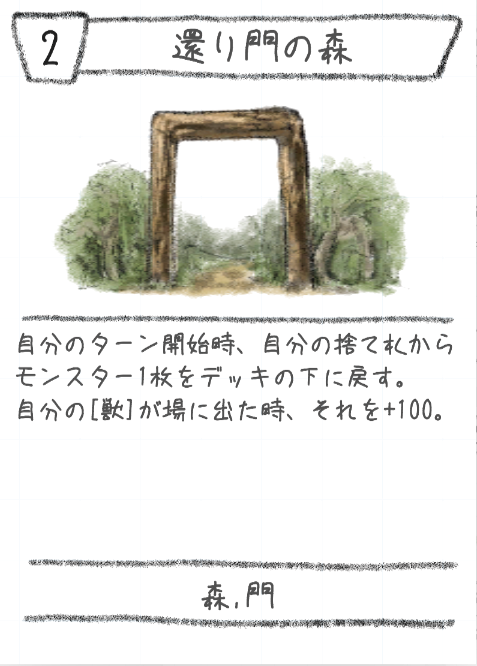 2
還り門の森
自分のターン開始時、自分の捨て札から
モンスター1枚をデッキの下に戻す。
自分の[獣]が場に出た時、それを+100。
森,門